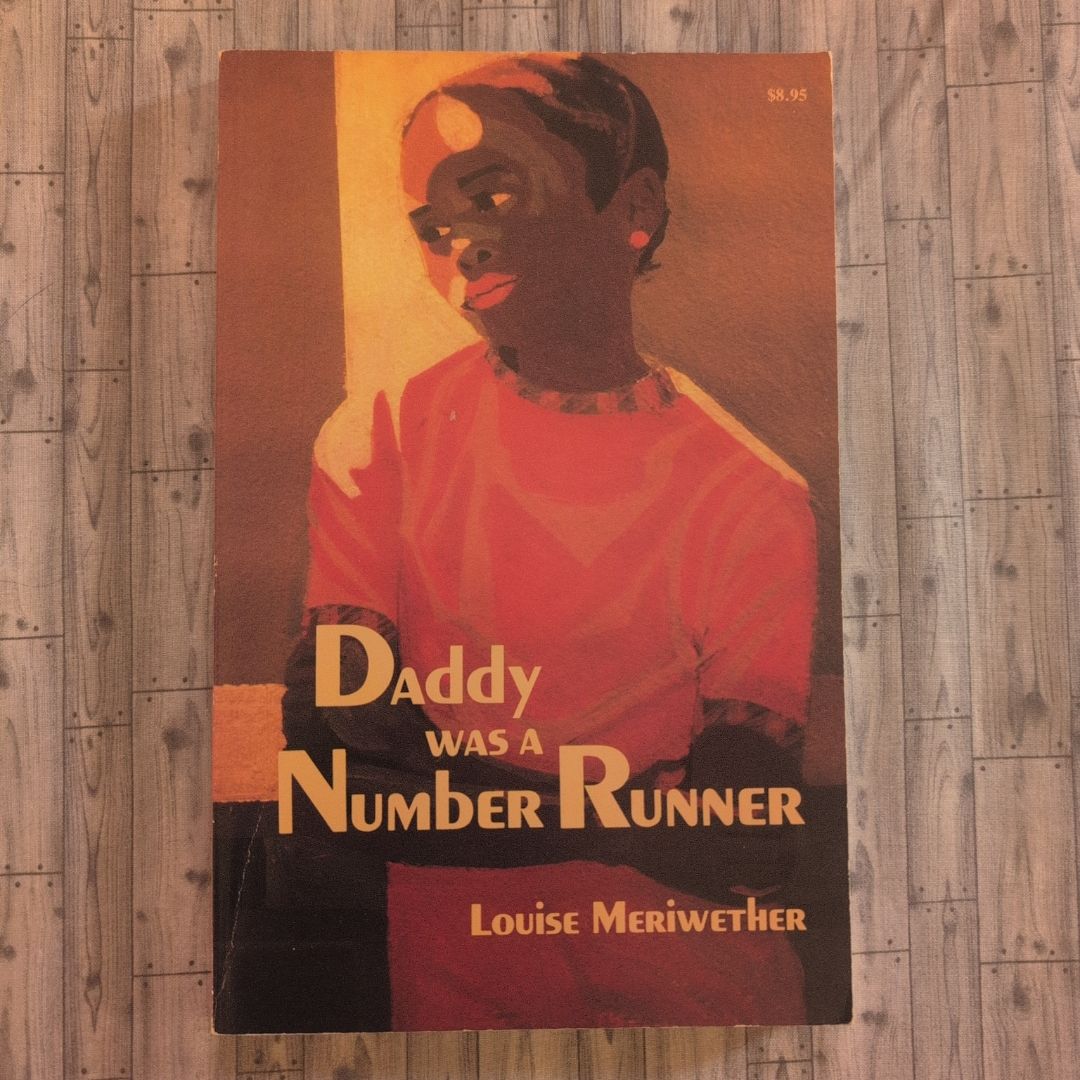 $8.95
Daddy
was a
Number Runner
Louise Meriwether